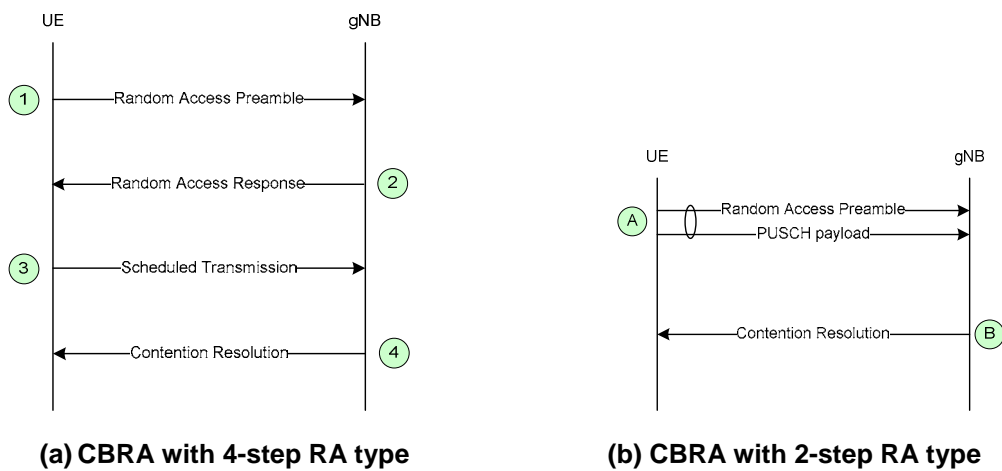 UE
gNB
1
Random Access Preamble
Random Access Response
2
3
Scheduled Transmission
Contention Resolution
4
(a) CBRA with 4-step RA type
UE
gNB
A
Random Access Preamble
PUSCH payload
Contention Resolution
B
(b) CBRA with 2-step RA type